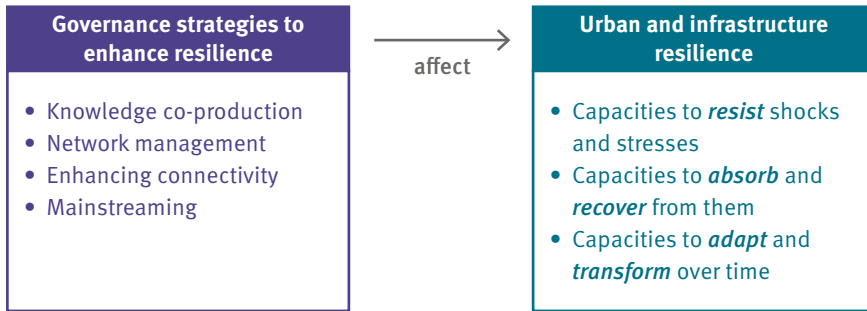 Governance strategies to
enhance resilience
• Knowledge co-production
• Network management
• Enhancing connectivity
• Mainstreaming
affect
Urban and infrastructure
resilience
• Capacities to resist shocks
and stresses
• Capacities to absorb and
recover from them
• Capacities to adapt and
transform over time